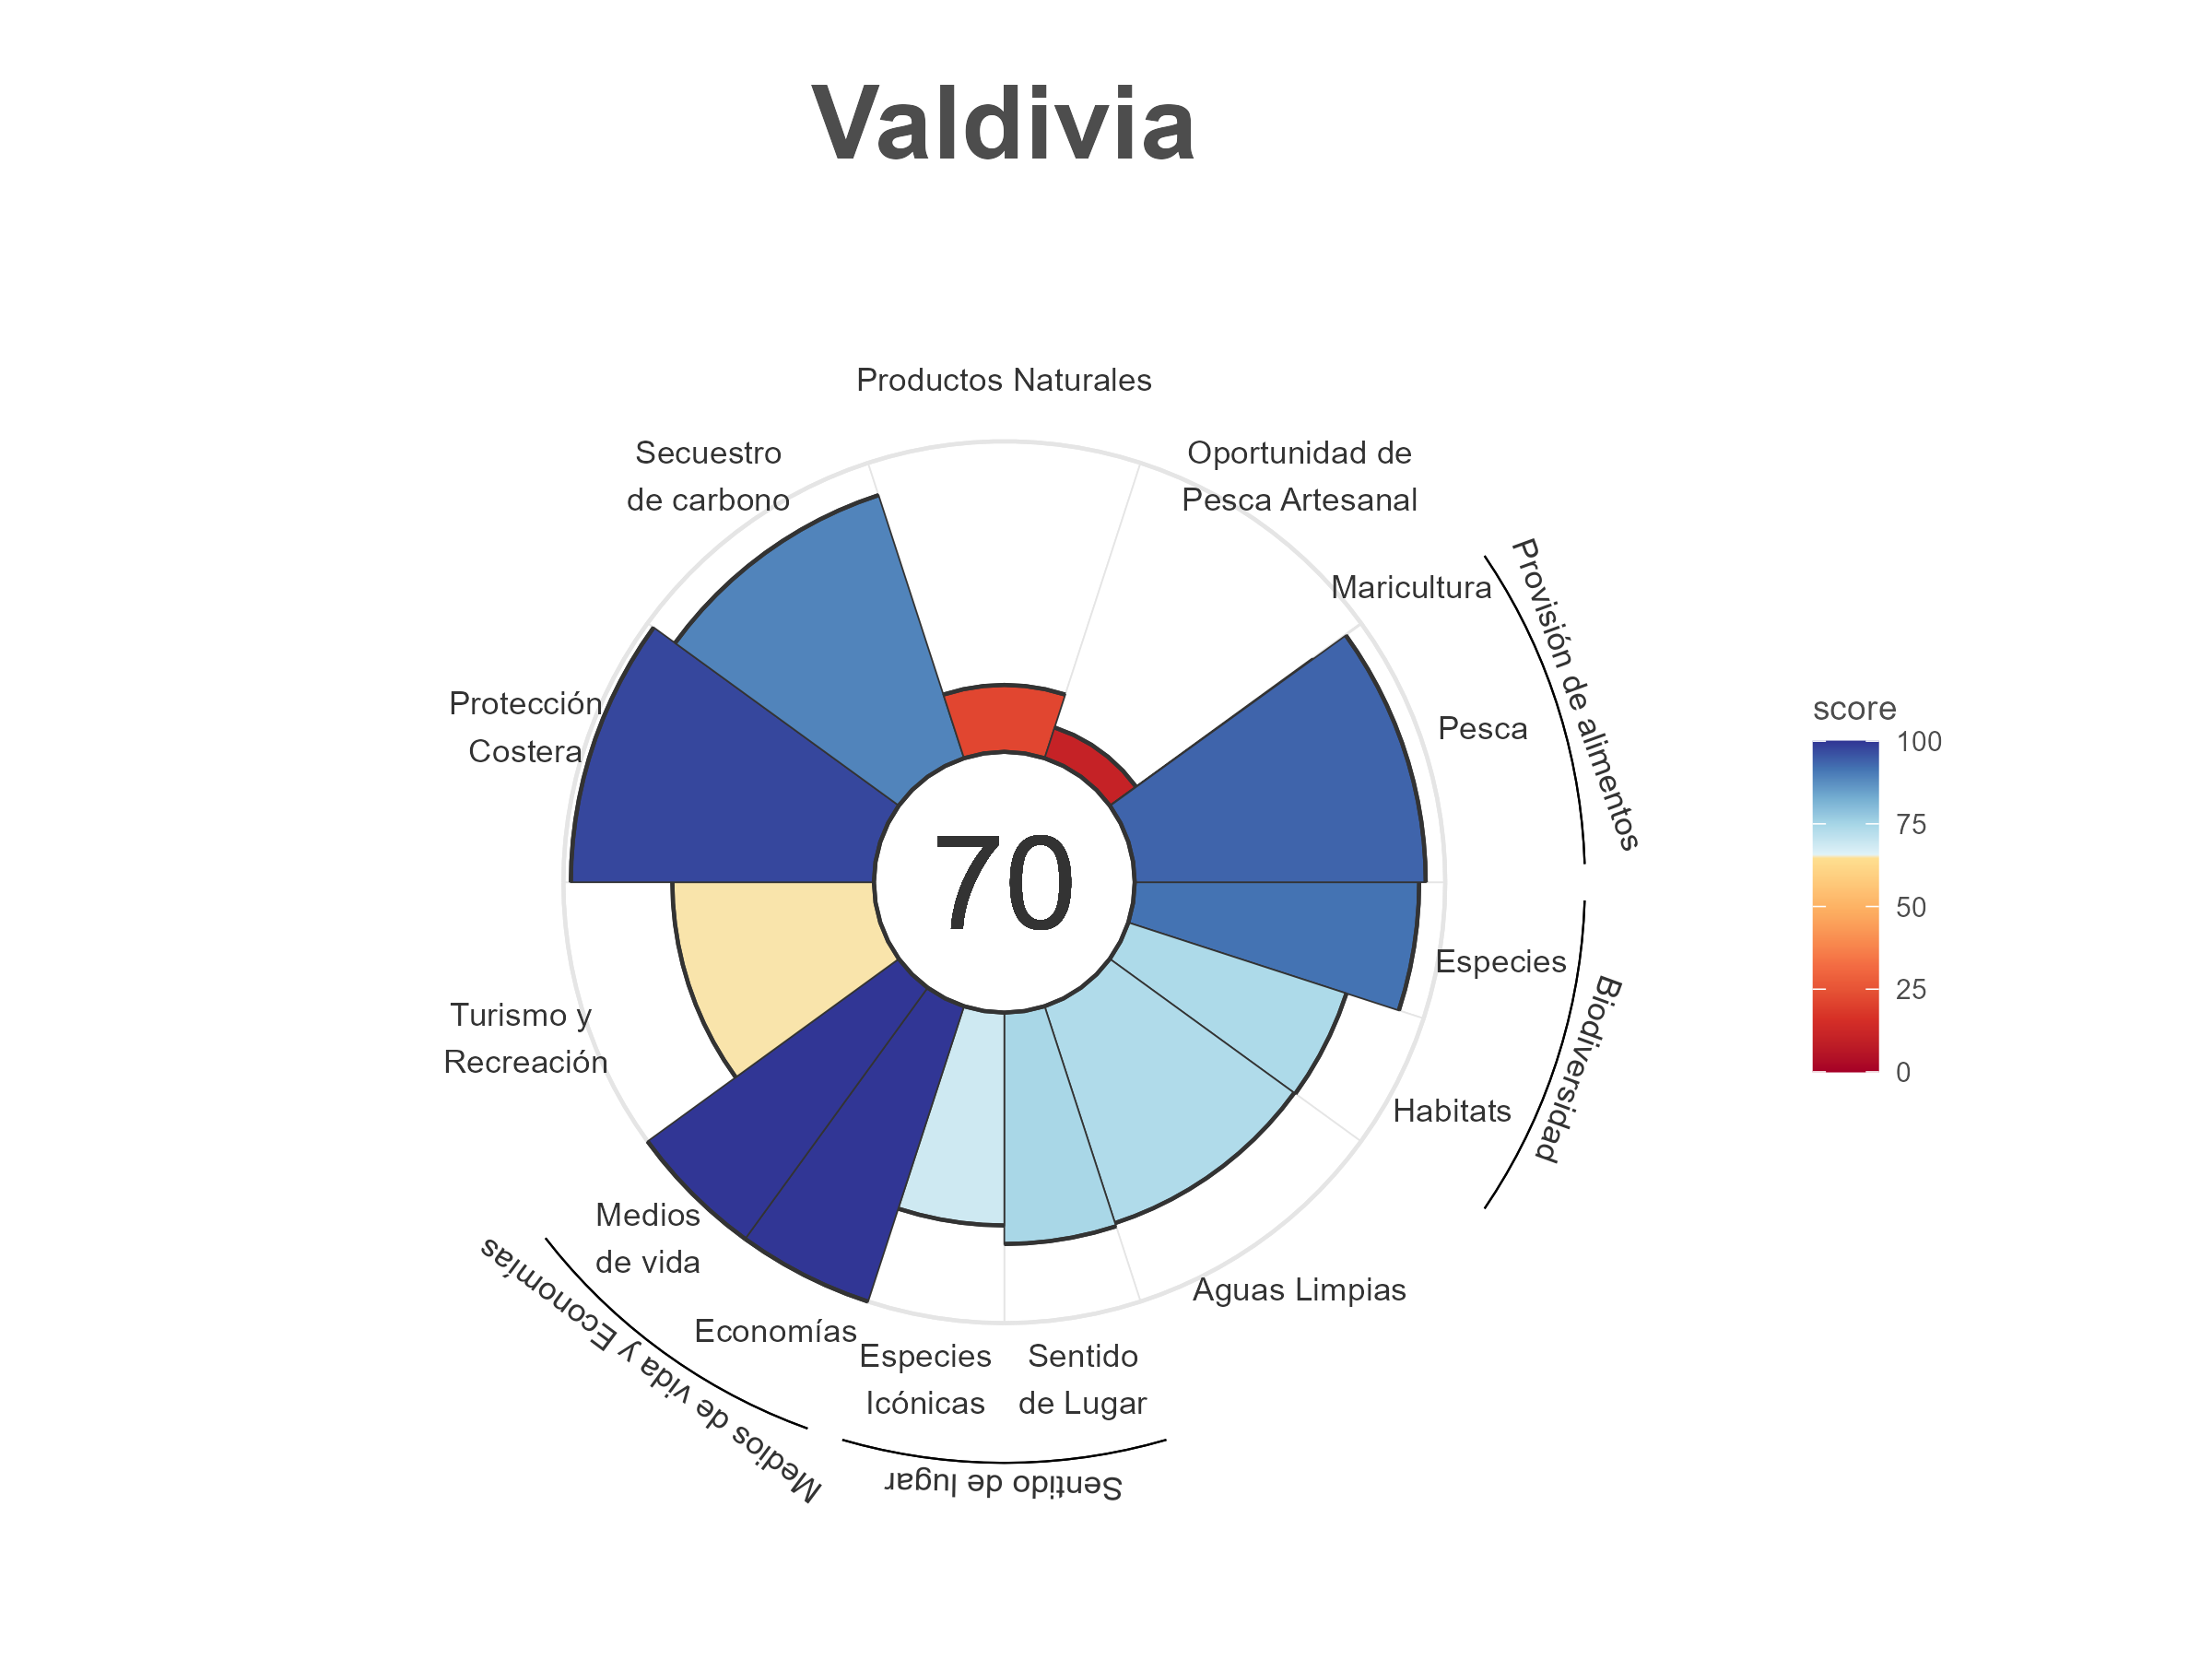 Valdivia
Productos Naturales
Secuestro
de carbono
Oportunidad de
Pesca Artesanal
Maricultura
Provisión de alimentos
Pesca
Protección
Costera
70
score
100
75
50
25
0
Especies
Biodiversidad
Habitats
Turismo y
Recreación
Medios
de vida
Aguas Limpias
Economías
Especies
Icónicas
Sentido
de Lugar
Medios de vida y Economías
Sentido de lugar